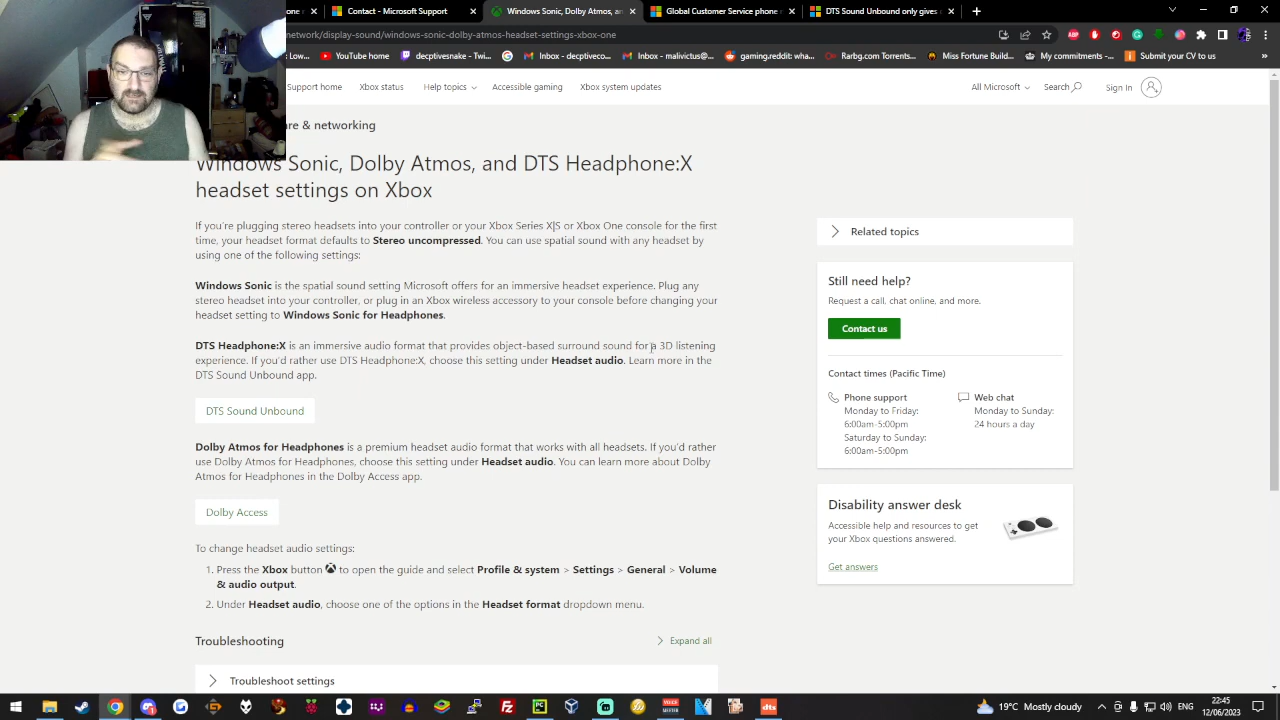 Windows Sonic, Dolby Atmos, an
Global Customer Service phone n
DTS Sound unbound only gives
network/display-sound/windows-sonic-dolby-atmos-headset-settings-xbox-one
YouTube home
decptivesnake - Twi...
Inbox - decptiveco...
Inbox - malivictus@...
gaming.reddit: wha...
Rarbg.com Torrents...
Miss Fortune Build...
My comments - ...
Submit your CV to us
Support home
Xbox status
Help topics
Accessible gaming
Xbox system updates
All Microsoft
Search
Sign In
re & networking
Windows Sonic, Dolby Atmos, and DTS Headphone:X
headset settings on Xbox
If you're plugging stereo headsets into your controller or your Xbox Series X|S or Xbox One console for the first
time, your headset format defaults to Stereo uncompressed. You can use spatial sound with any headset by
using one of the following settings:
Windows Sonic is the spatial sound setting Microsoft offers for an immersive headset experience. Plug any
stereo headset into your controller, or plug in an Xbox wireless accessory to your console before changing your
headset setting to Windows Sonic for Headphones.
DTS Headphone:X is an immersive audio format that provides object-based surround sound for a 3D listening
experience. If you'd rather use DTS Headphone:X, choose this setting under Headset audio. Learn more in the
DTS Sound Unbound app.
DTS Sound Unbound
Dolby Atmos for Headphones is a premium headset audio format that works with all headsets. If you'd rather
use Dolby Atmos for Headphones, choose this setting under Headset audio. You can learn more about Dolby
Atmos for Headphones in the Dolby Access app.
Dolby Access
To change headset audio settings:
1. Press the Xbox button to open the guide and select Profile & system > Settings > General > Volume
& audio output.
2. Under Headset audio, choose one of the options in the Headset format dropdown menu.
Troubleshooting
Expand all
Troubleshoot settings
Related topics
Still need help?
Request a call, chat online, and more.
Contact us
Contact times (Pacific Time)
Phone support
Monday to Friday:
6:00am-5:00pm
Saturday to Sunday:
6:00am-5:00pm
Web chat
Monday to Sunday:
24 hours a day
Disability answer desk
Accessible help and resources to get
your Xbox questions answered.
Get answers
dts
19°C Mostly cloudy
ENG
22:45
12/06/2023